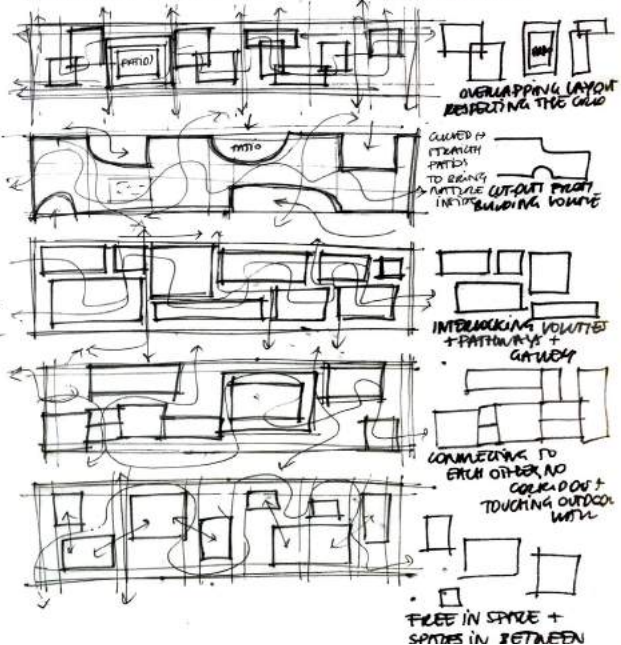 PATIO
OVERLAPPING LAYOUT
RESPECTING THE GRID
PATIO
CURVED +
STRAIGHT
PATIOS
TO BRING
NATURE
INSIDE
CUT-OUT FROM
BUILDING VOLUME
INTERLOCKING VOLUMES
+ PATHWAYS +
GALLERY
CONNECTING TO
EACH OTHER, NO
CORRIDOR +
TOUCHING OUTDOOR
WALL
FREE IN SPACE +
SPACES IN BETWEEN